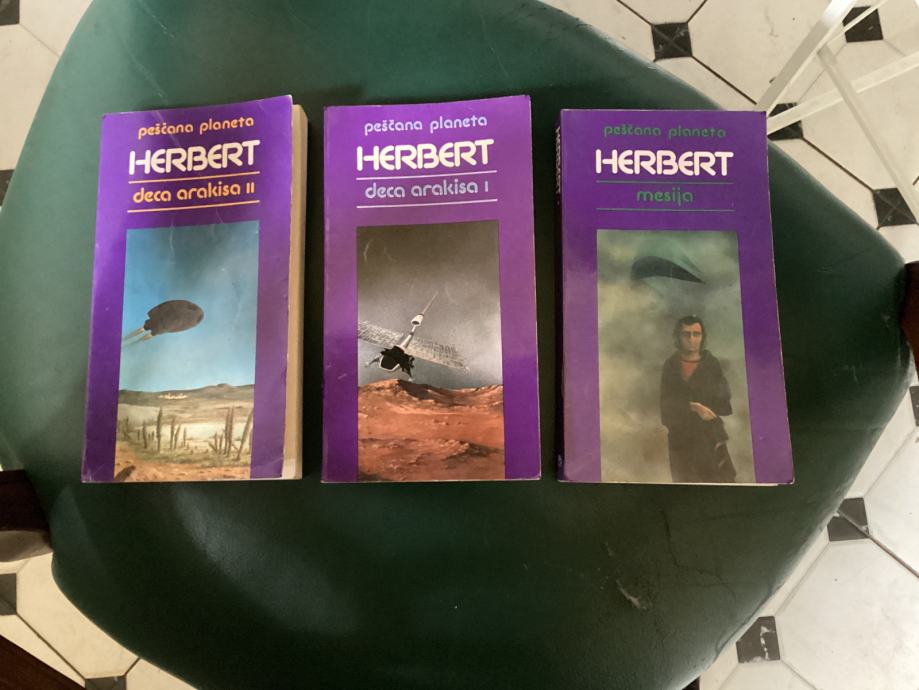 peščana planeta
HERBERT
deca arakisa II
peščana planeta
HERBERT
deca arakisa I
peščana planeta
HERBERT
mesija